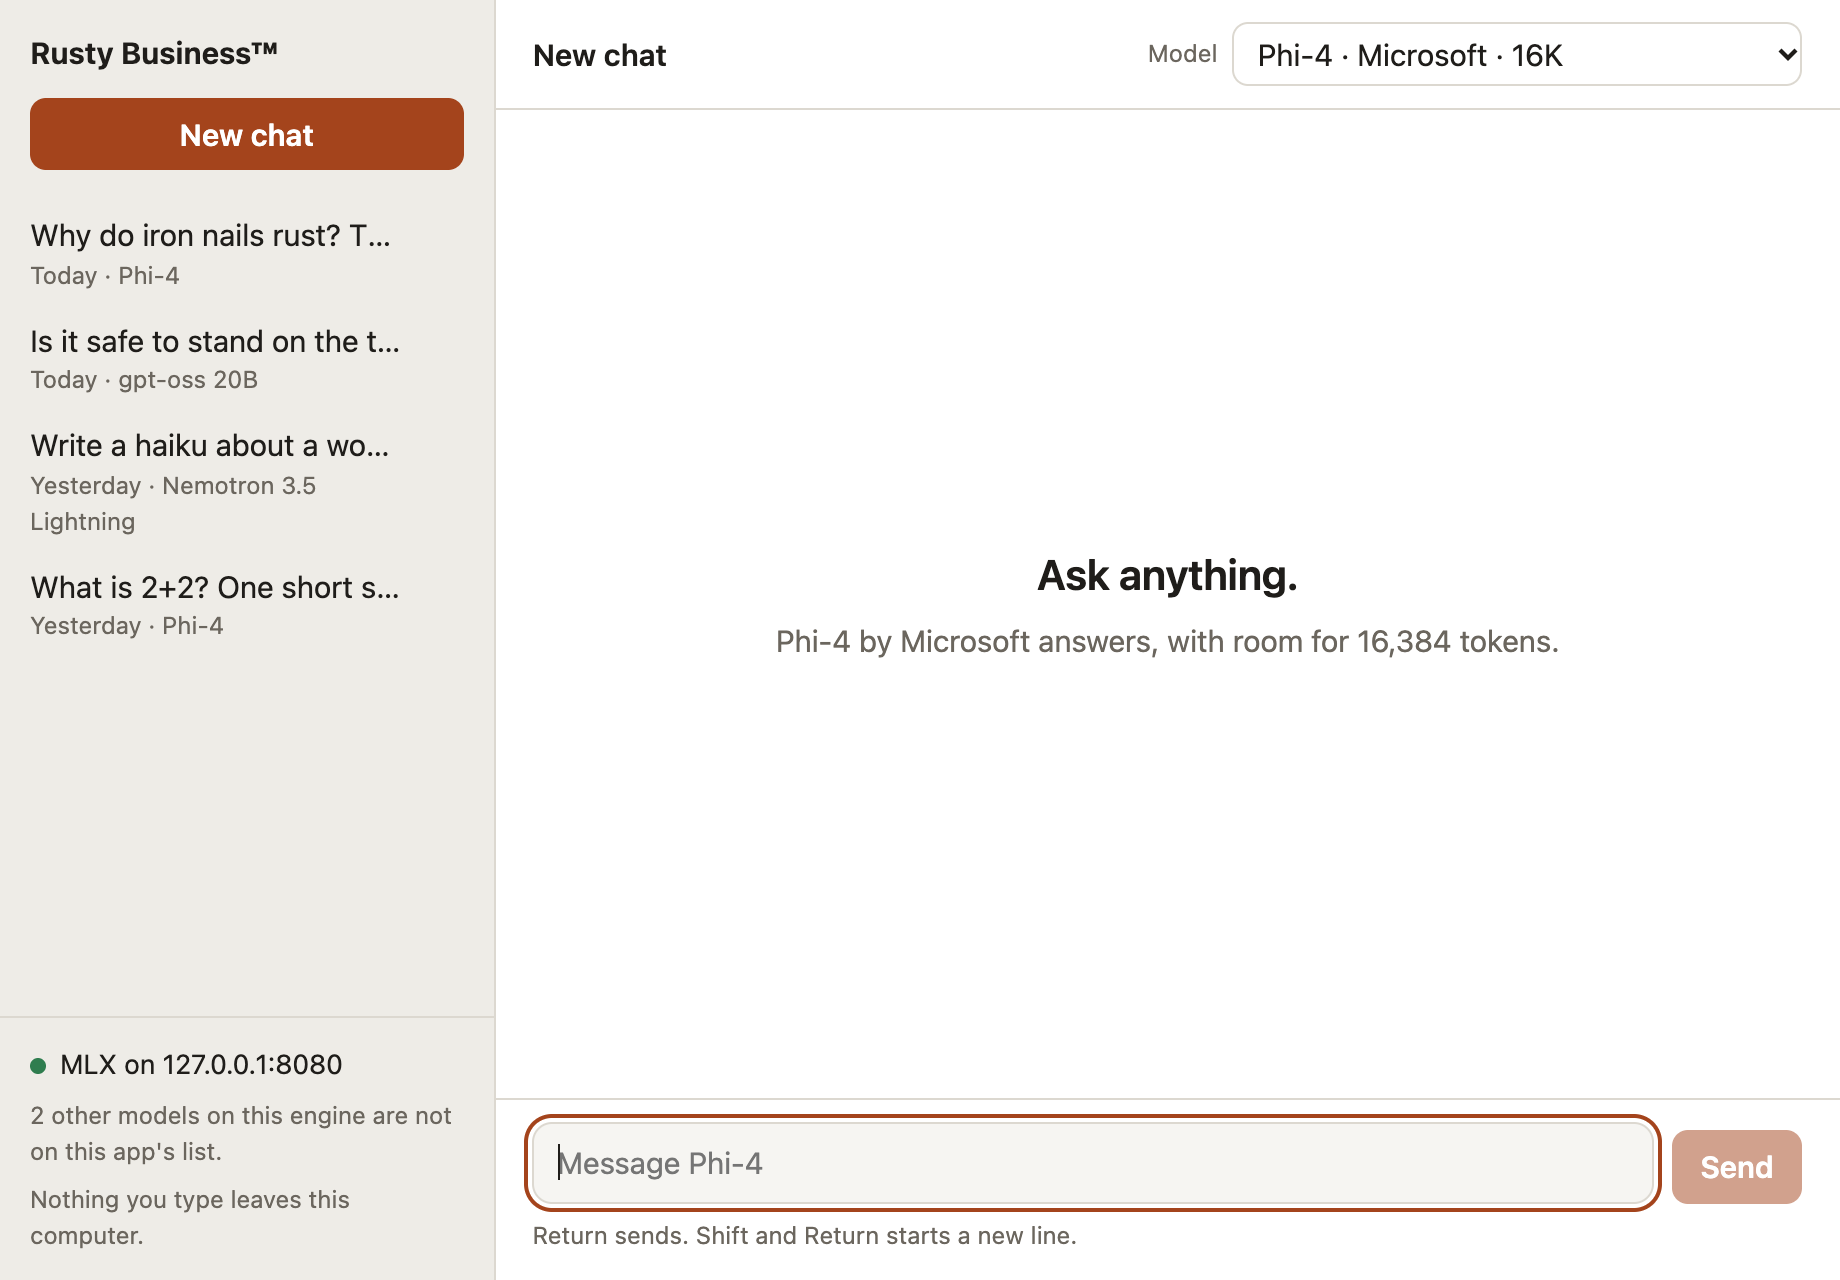 Rusty Business™
New chat
Why do iron nails rust? T...
Today · Phi-4
Is it safe to stand on the t...
Today · gpt-oss 20B
Write a haiku about a wo...
Yesterday · Nemotron 3.5
Lightning
What is 2+2? One short s...
Yesterday · Phi-4
MLX on 127.0.0.1:8080
2 other models on this engine are not
on this app's list.
Nothing you type leaves this
computer.
New chat
Model
Phi-4 · Microsoft · 16K
Ask anything.
Phi-4 by Microsoft answers, with room for 16,384 tokens.
Message Phi-4
Send
Return sends. Shift and Return starts a new line.